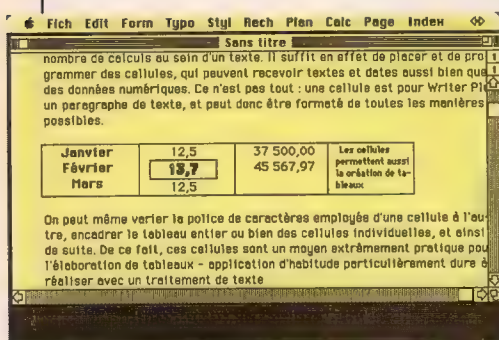 Fich Edit Form Typo Styl Rech Plan Calc Page Index
Sans titre
nombre de calculs au sein d'un texte. Il suffit en effet de placer et de pro
grammer des cellules, qui peuvent recevoir textes et dates aussi bien que
des données numériques. Ce n'est pas tout : une cellule est pour Writer Plu
un paragraphe de texte, et peut donc être formaté de toutes les manières
possibles.
Janvier 12,5 37 500,00 Les cellules
Février 13,7 45 567,97 permettent aussi
la création de ta-
Mars 12,5 bleaux
On peut même varier la police de caractères employée d'une cellule à l'au
tre, encadrer le tableau entier ou bien des cellules individuelles, et ainsi
de suite. De ce fait, ces cellules sont un moyen extrêmement pratique pou
l'élaboration de tableaux - application d'habitude particulièrement dure à
réaliser avec un traitement de texte